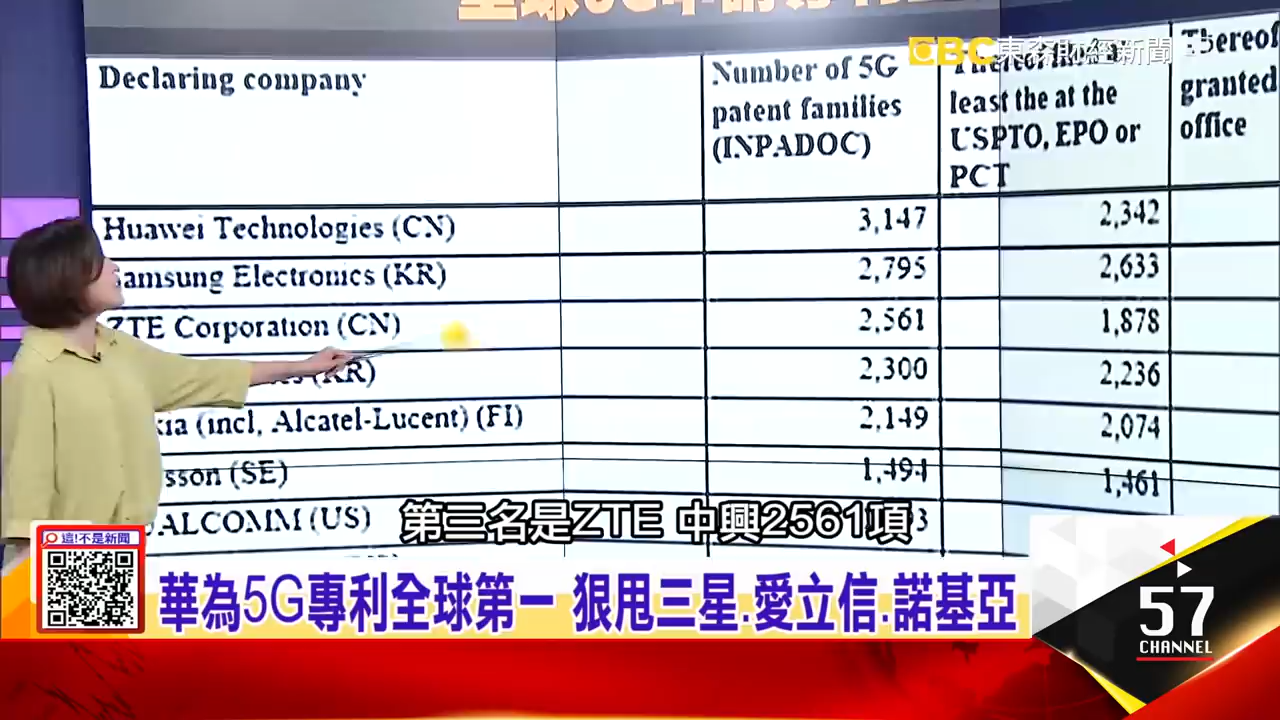 EBC 東森財經新聞
Declaring company
Number of 5G
patent families
(INPADOC)
least the at the
USPTO, EPO or
PCT
Thereof
granted
office
Huawei Technologies (CN)
3,147
2,342
Samsung Electronics (KR)
2,795
2,633
ZTE Corporation (CN)
2,561
1,878
(KR)
2,300
2,236
kia (incl, Alcatel-Lucent) (FI)
2,149
2,074
sson (SE)
1,494
1,461
UALCOMM (US)
第三名是ZTE 中興2561項
這!不是新聞
華為5G專利全球第一 狠甩三星.愛立信.諾基亞
57
CHANNEL